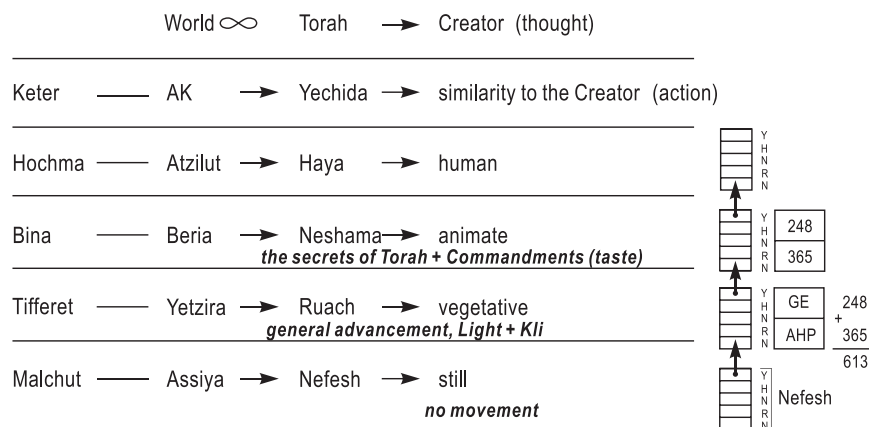 World ∞ Torah Creator (thought)
Keter AK Yechida similarity to the Creator (action)
Hochma Atzilut Haya human
Bina Beria Neshama animate
the secrets of Torah + Commandments (taste)
Tifferet Yetzira Ruach vegetative
general advancement, Light + Kli
Malchut Assiya Nefesh still
no movement
Y
H
N
R
N
Y
H
N
R
N
248
365
Y
H
N
R
N
GE
AHP
248
+
365
613
Y
H
N
R
N
Nefesh